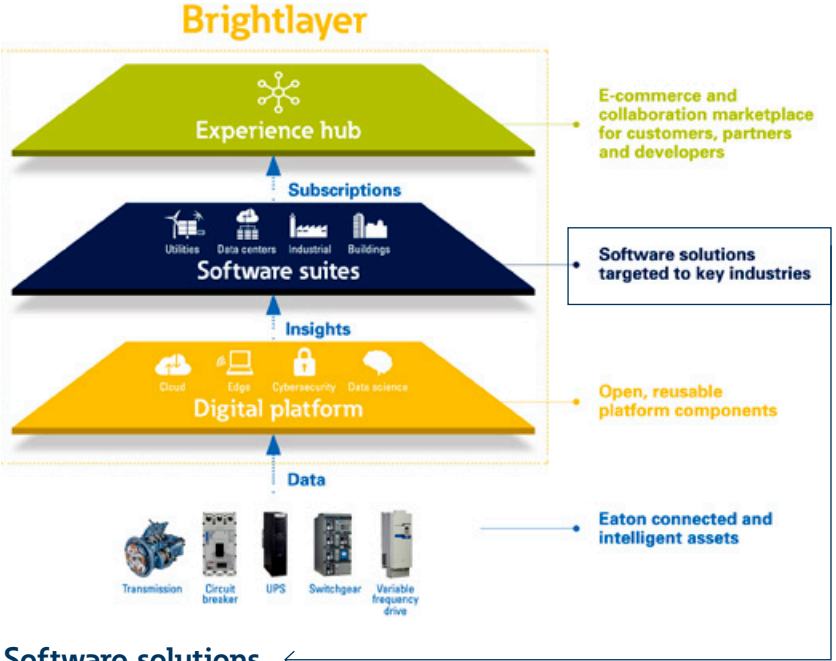 Brightlayer
Experience hub
E-commerce and
collaboration marketplace
for customers, partners
and developers
Subscriptions
Utilities
Data centers
Industrial
Buildings
Software suites
Software solutions
targeted to key industries
Insights
Cloud
Edge
Cybersecurity
Data science
Digital platform
Open, reusable
platform components
Data
Eaton connected and
intelligent assets
Transmission
Circuit
breaker
UPS
Switchgear
Variable
frequency
drive
Software solutions